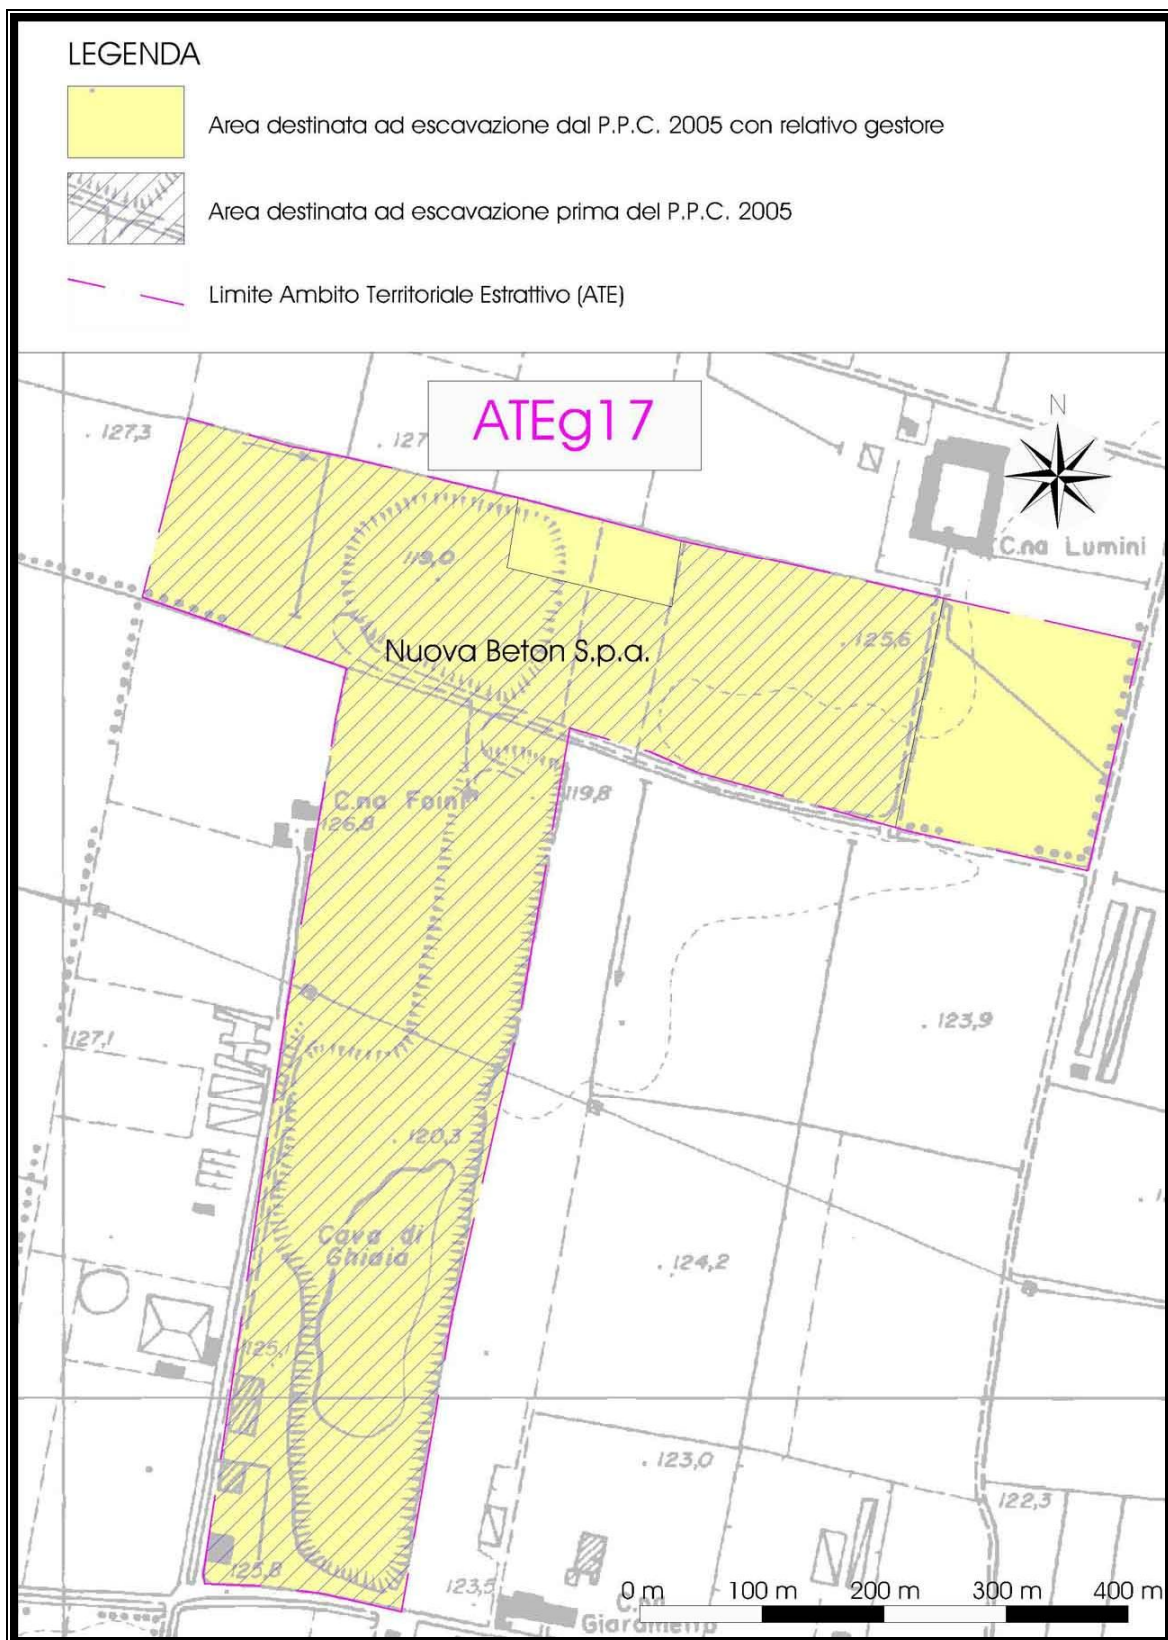 LEGENDA
Area destinata ad escavazione dal P.P.C. 2005 con relativo gestore
Area destinata ad escavazione prima del P.P.C. 2005
Limite Ambito Territoriale Estrattivo (ATE)
ATEg17
N
127,3
127
C.na Lumini
119,0
125,6
Nuova Beton S.p.a.
119,8
C.na Foini
126,8
123,9
127,1
120,3
Cava di
Ghiaia
124,2
125,1
123,0
122,3
125,8
123,5
0 m 100 m 200 m 300 m 400 m
C.na